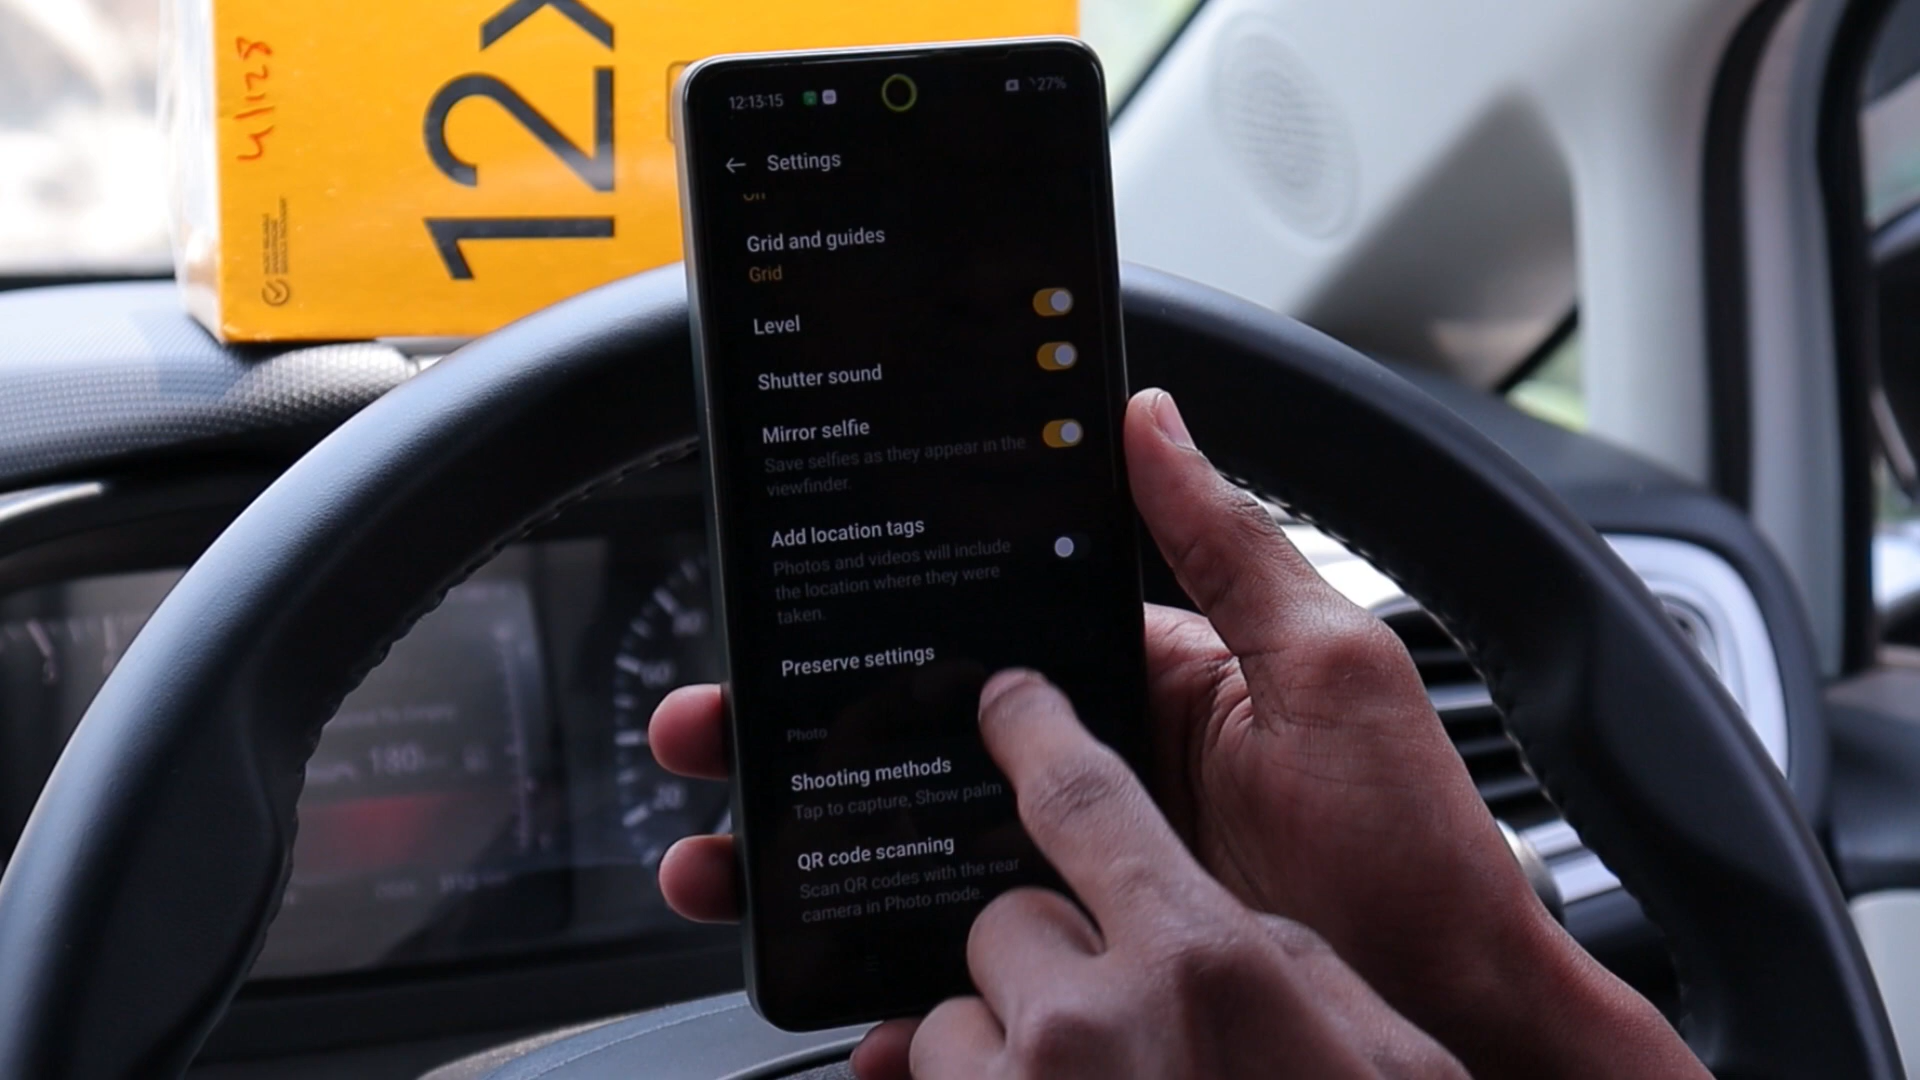 4/128
12x
12:13:15
27%
Settings
On
Grid and guides
Grid
Level
Shutter sound
Mirror selfie
Save selfies as they appear in the
viewfinder.
Add location tags
Photos and videos will include
the location where they were
taken.
Preserve settings
Photo
Shooting methods
Tap to capture, Show palm
QR code scanning
Scan QR codes with the rear
camera in Photo mode.
180
20